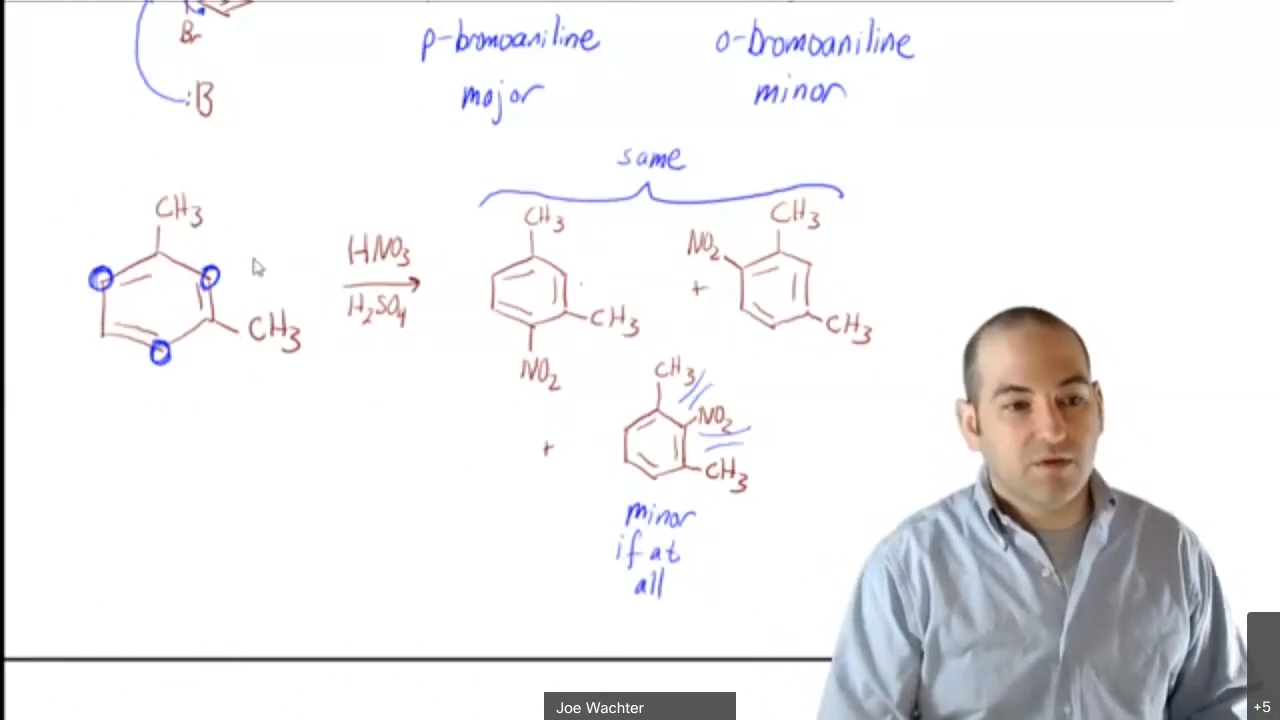 Br
:B
p-bromoaniline
major
o-bromoaniline
minor
same
CH3
CH3
HNO3
H2SO4
CH3
CH3
NO2
+
NO2
CH3
CH3
+
CH3
NO2
CH3
minor
if at
all
Joe Wachter
+5